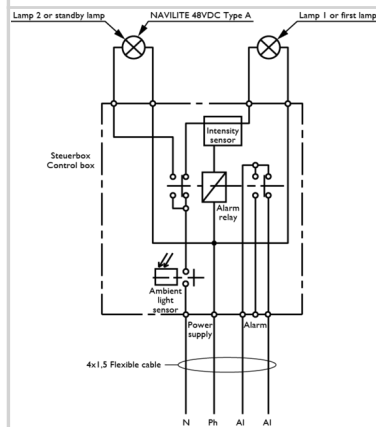 Lamp 2 or standby lamp
NAVILITE 48VDC Type A
Lamp 1 or first lamp
Intensity
sensor
Steuerbox
Control box
Alarm
relay
Ambient
light
sensor
Power
supply
Alarm
4x1,5 Flexible cable
N Ph Al Al